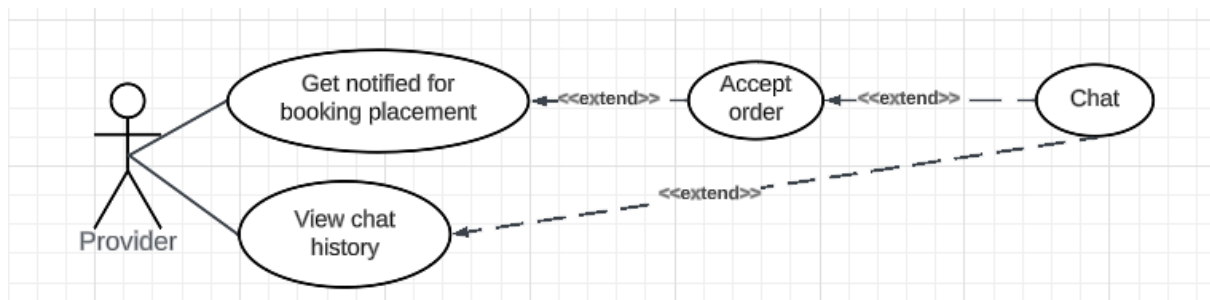 Get notified for
booking placement
<<extend>>
Accept
order
<<extend>>
Chat
<<extend>>
View chat
history
Provider